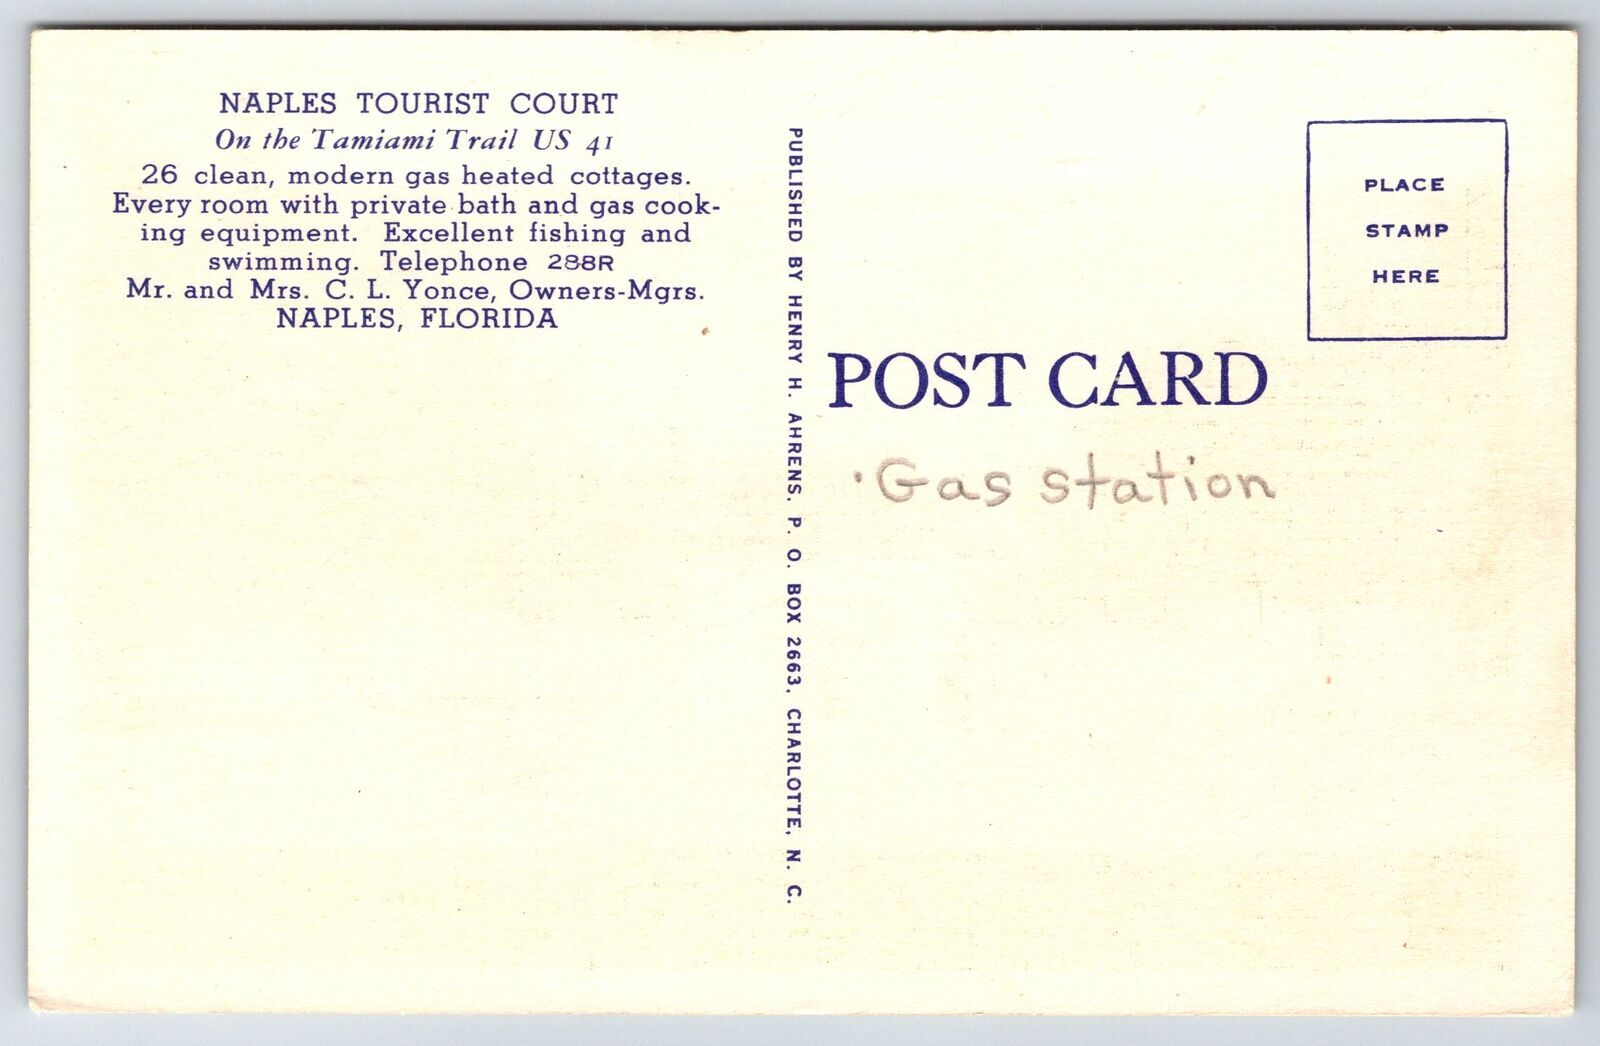 NAPLES TOURIST COURT
On the Tamiami Trail US 41
26 clean, modern gas heated cottages.
Every room with private bath and gas cook-
ing equipment. Excellent fishing and
swimming. Telephone 288R
Mr. and Mrs. C. L. Yonce, Owners-Mgrs.
NAPLES, FLORIDA
PUBLISHED BY HENRY H. AHRENS. P. O. BOX 2663, CHARLOTTE, N. C.
PLACE
STAMP
HERE
POST CARD
Gas station